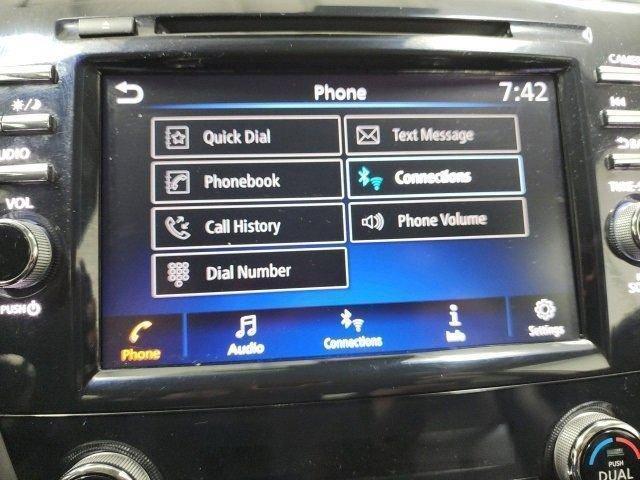 Phone
7:42
Quick Dial
Text Message
Phonebook
Connections
Call History
Phone Volume
Dial Number
Phone
Audio
Connections
Info
Settings
VOL
PUSH
PUSH
DUAL